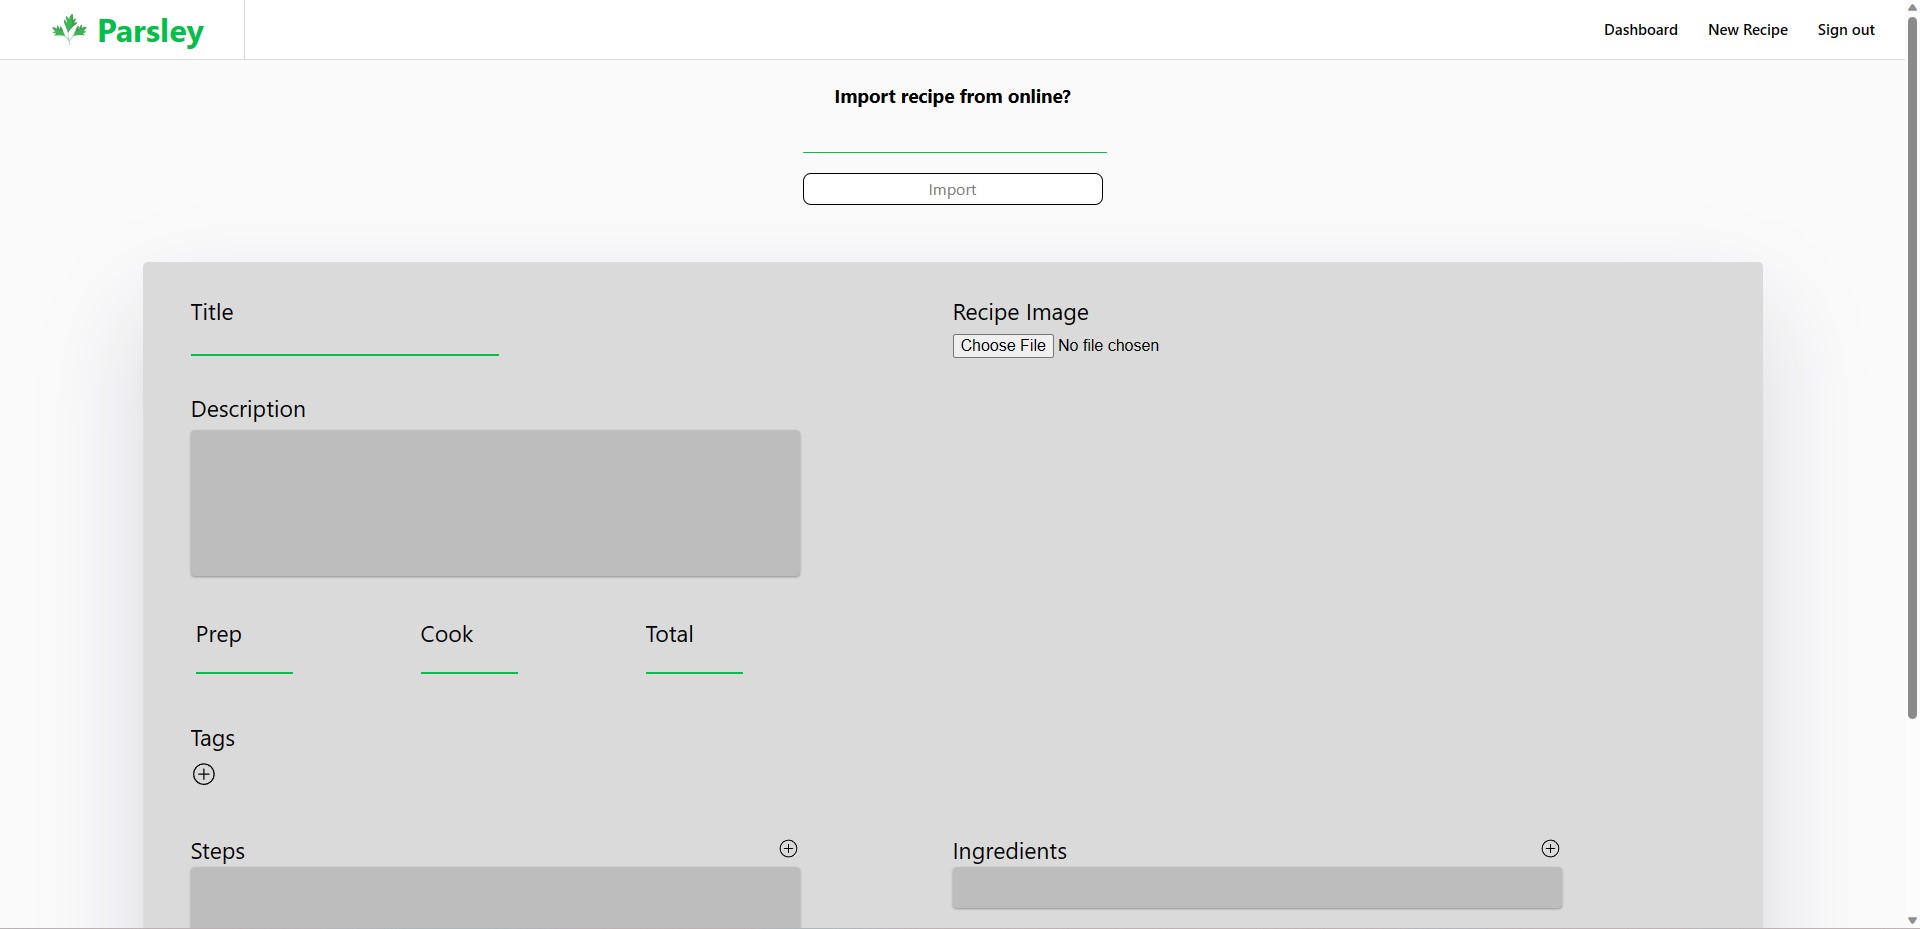 Parsley
Dashboard New Recipe Sign out
Import recipe from online?
Import
Title
Recipe Image
Choose File No file chosen
Description
Prep Cook Total
Tags
Steps
Ingredients